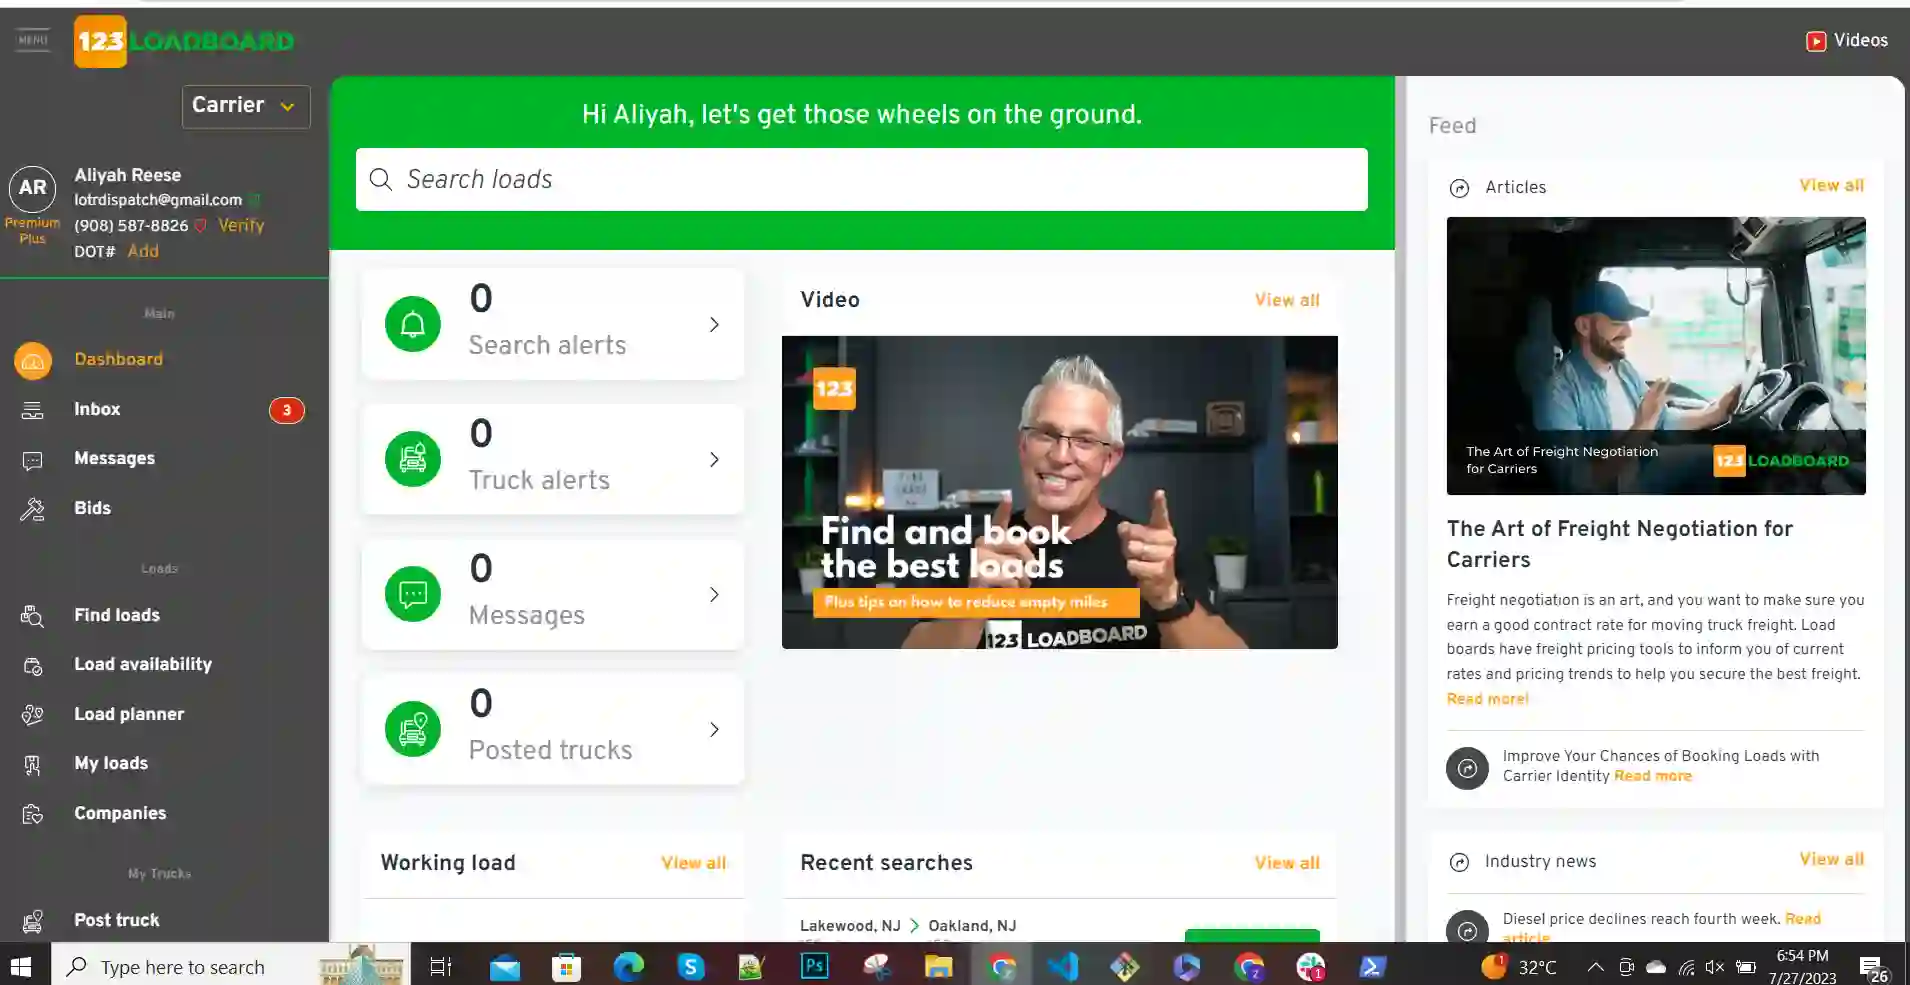 MENU
123 LOADBOARD
Videos
Carrier
AR
Premium
Plus
Aliyah Reese
lotrdispatch@gmail.com
(908) 587-8826 Verify
DOT# Add
Main
Dashboard
Inbox 3
Messages
Bids
Loads
Find loads
Load availability
Load planner
My loads
Companies
My Trucks
Post truck
Hi Aliyah, let's get those wheels on the ground.
Search loads
0
Search alerts
0
Truck alerts
0
Messages
0
Posted trucks
Working load View all
Video View all
123
Find and book
the best loads
Plus tips on how to reduce empty miles
123 LOADBOARD
Recent searches View all
Lakewood, NJ > Oakland, NJ
Feed
Articles View all
The Art of Freight Negotiation
for Carriers
123 LOADBOARD
The Art of Freight Negotiation for
Carriers
Freight negotiation is an art, and you want to make sure you
earn a good contract rate for moving truck freight. Load
boards have freight pricing tools to inform you of current
rates and pricing trends to help you secure the best freight.
Read more!
Improve Your Chances of Booking Loads with
Carrier Identity Read more
Industry news View all
Diesel price declines reach fourth week. Read
article
Type here to search
Ps
1
32°C
6:54 PM
7/27/2023
26